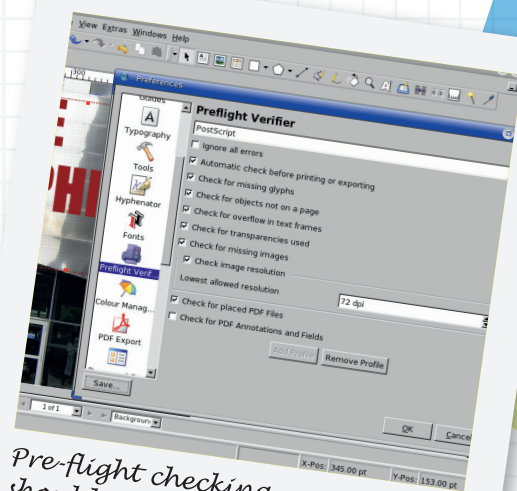 View Extras Windows Help
300
Preferences
Guides
Typography
Tools
Hyphenator
Fonts
Preflight Verif...
Colour Manag...
PDF Export
Save...
Preflight Verifier
PostScript
Ignore all errors
Automatic check before printing or exporting
Check for missing glyphs
Check for objects not on a page
Check for overflow in text frames
Check for transparencies used
Check for missing images
Check image resolution
Lowest allowed resolution
72 dpi
Check for placed PDF Files
Check for PDF Annotations and Fields
Add Profile Remove Profile
OK Cancel
1 of 1
Backgroun
X-Pos: 345.00 pt Y-Pos: 153.00 pt
Pre-flight checking